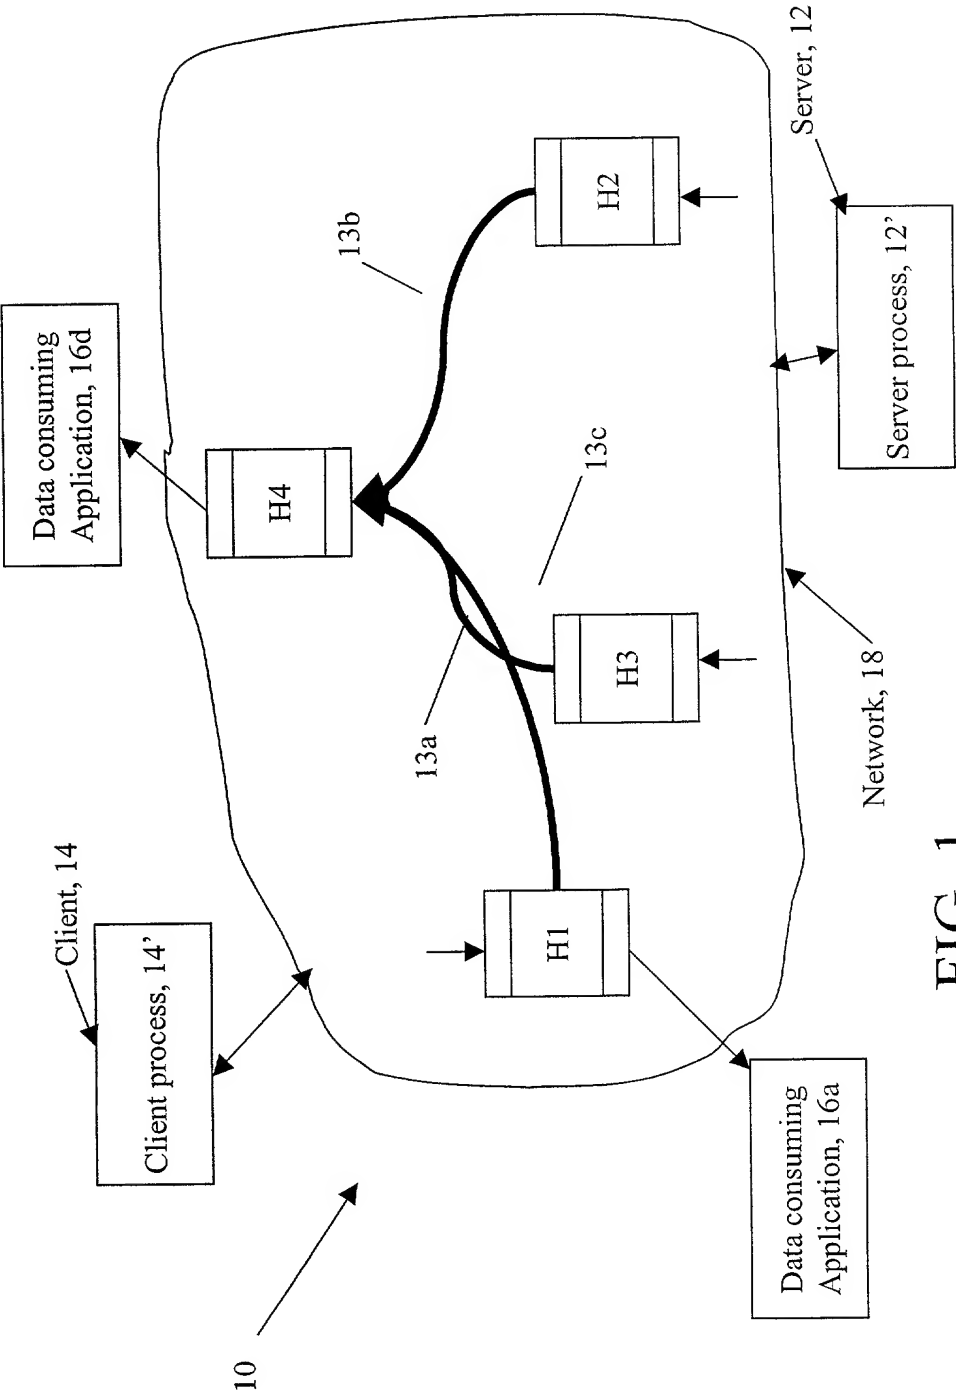 Data consuming
Application, 16d
Client, 14
Client process, 14'
10
H4
13b
13a
H1
13c
H2
H3
Data consuming
Application, 16a
Server, 12
Network, 18
Server process, 12'
FIG. 1